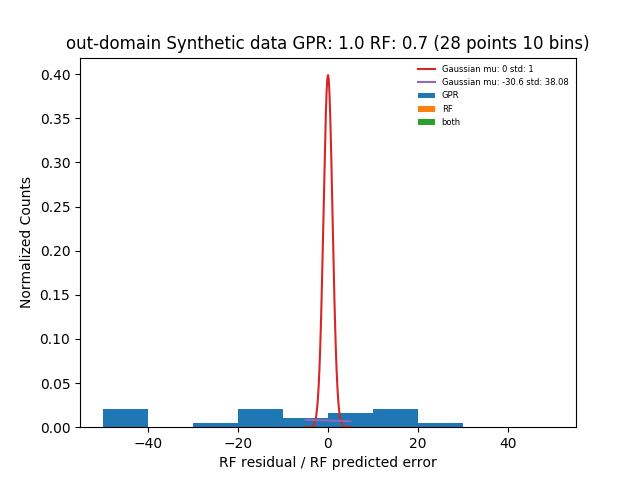 out-domain Synthetic data GPR: 1.0 RF: 0.7 (28 points 10 bins)
Gaussian mu: 0 std: 1
Gaussian mu: -30.6 std: 38.08
GPR
RF
both
Normalized Counts
0.40
0.35
0.30
0.25
0.20
0.15
0.10
0.05
0.00
−40 −20 0 20 40
RF residual / RF predicted error